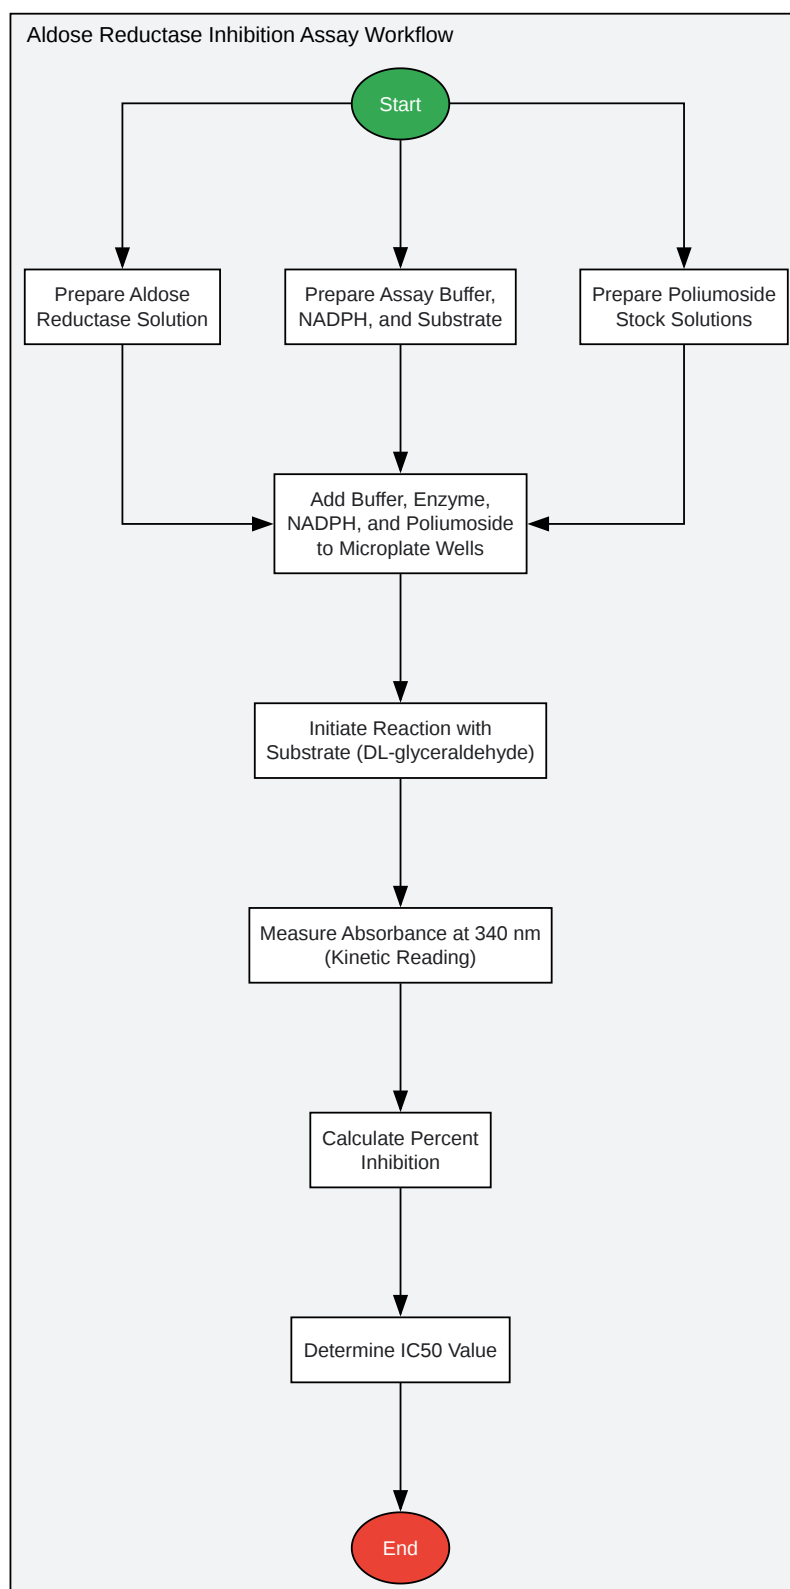 Aldose Reductase Inhibition Assay Workflow
Start
Prepare Aldose
Reductase Solution
Prepare Assay Buffer,
NADPH, and Substrate
Prepare Poliumoside
Stock Solutions
Add Buffer, Enzyme,
NADPH, and Poliumoside
to Microplate Wells
Initiate Reaction with
Substrate (DL-glyceraldehyde)
Measure Absorbance at 340 nm
(Kinetic Reading)
Calculate Percent
Inhibition
Determine IC50 Value
End